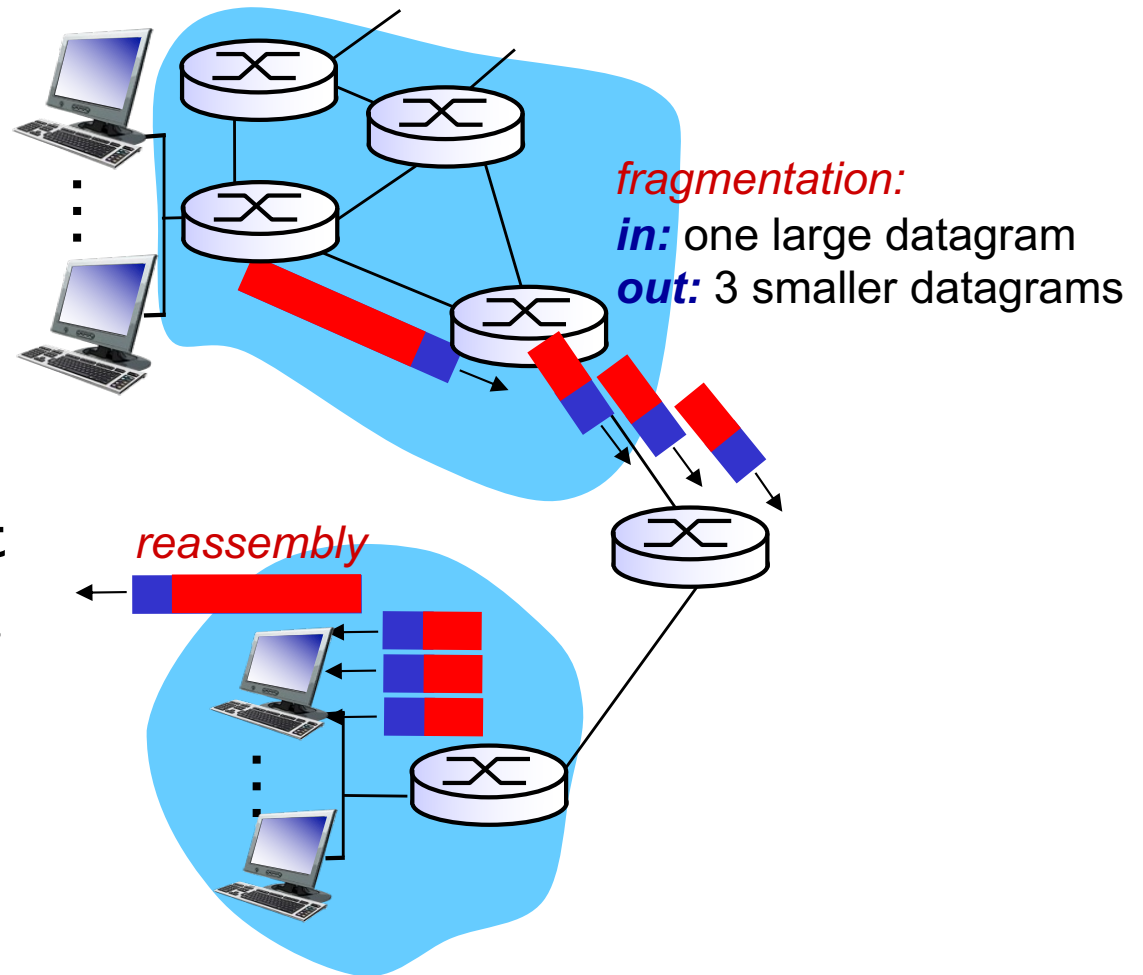 fragmentation:
in: one large datagram
out: 3 smaller datagrams
reassembly